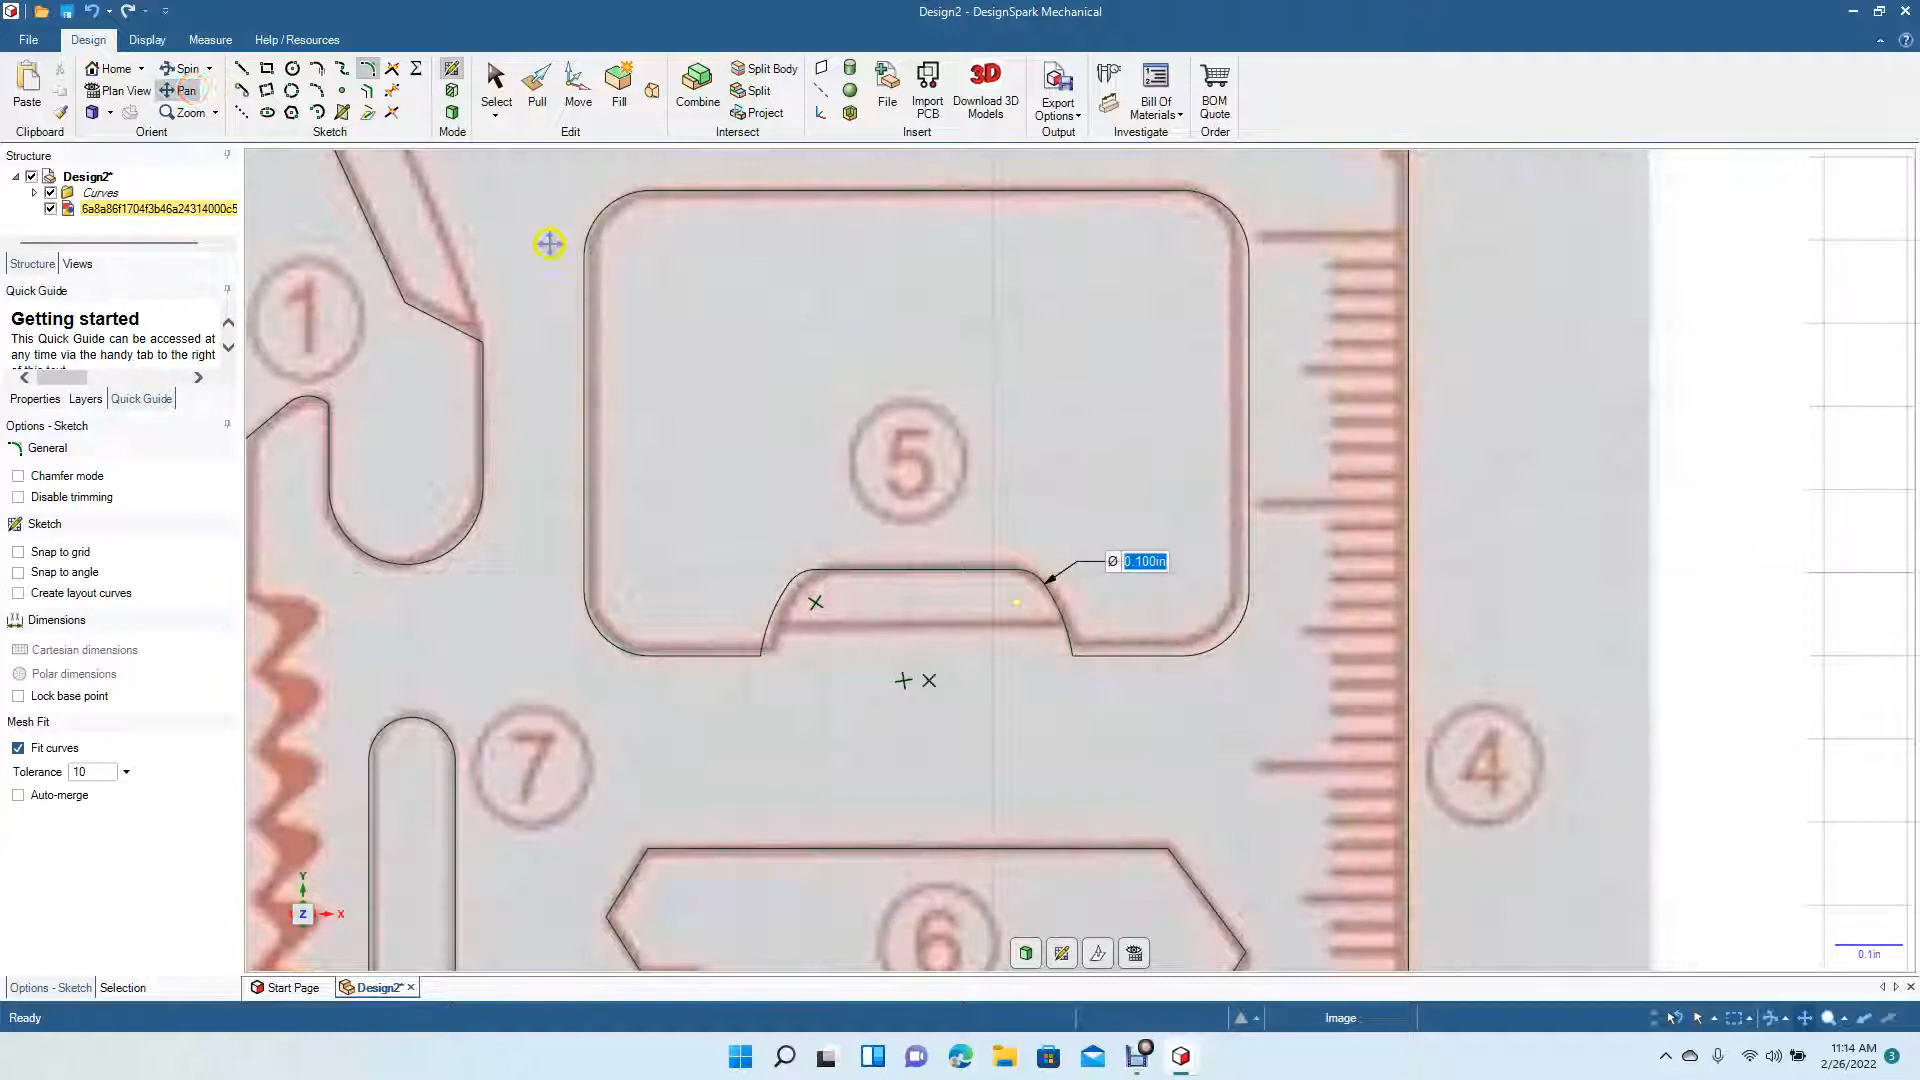 Design2 - DesignSpark Mechanical
File Design Display Measure Help / Resources
Paste
Clipboard
Home Spin
Plan View Pan
Zoom
Orient
Sketch
Mode
Select Pull Move Fill
Edit
Combine
Split Body
Split
Project
Intersect
File
Import PCB
Download 3D Models
Insert
Export Options
Output
Bill Of Materials
Investigate
BOM Quote
Order
Structure
Design2*
Curves
6a8a86f1704f3b46a24314000c5
Structure Views
Quick Guide
Getting started
This Quick Guide can be accessed at
any time via the handy tab to the right
Properties Layers Quick Guide
Options - Sketch
General
Chamfer mode
Disable trimming
Sketch
Snap to grid
Snap to angle
Create layout curves
Dimensions
Cartesian dimensions
Polar dimensions
Lock base point
Mesh Fit
Fit curves
Tolerance 10
Auto-merge
1
5
Ø 0.100in
7
4
6
Y
Z X
0.1in
Options - Sketch Selection
Start Page Design2*
Ready
Image
11:14 AM
2/26/2022
3